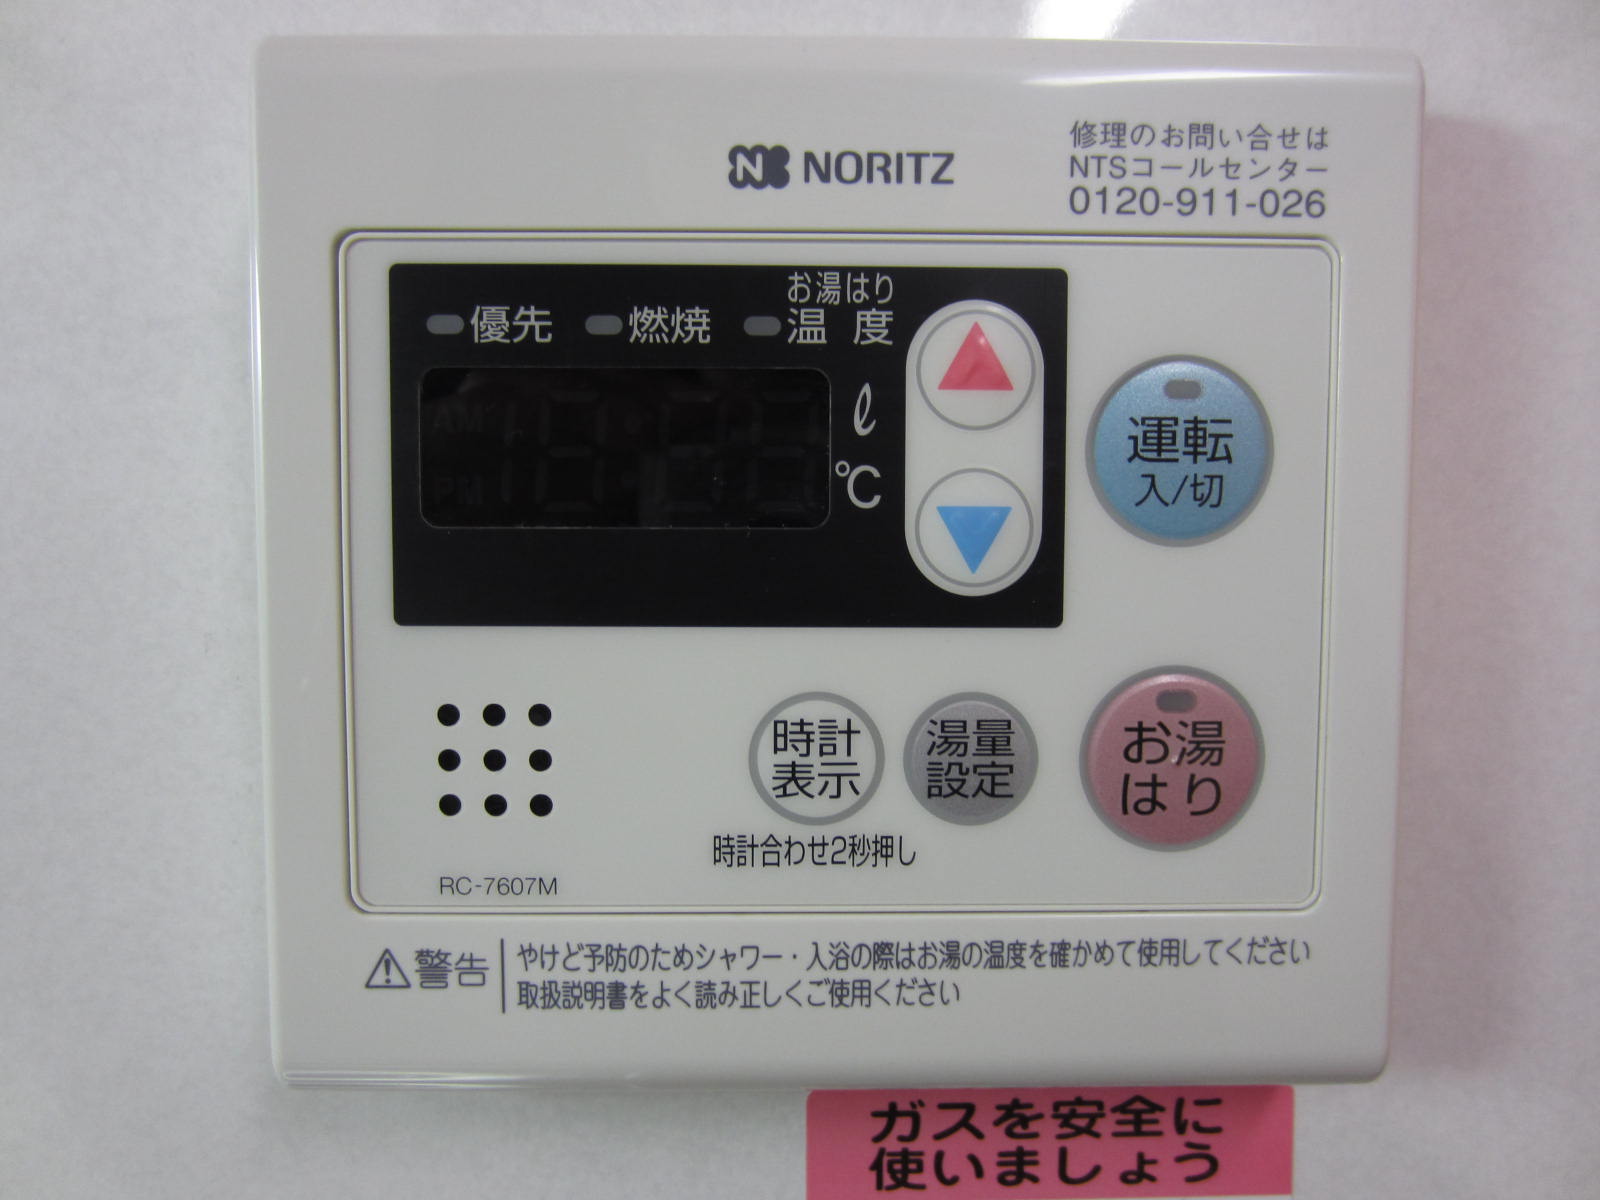 NORITZ
修理のお問い合せは
NTSコールセンター
0120-911-026
優先
燃焼
お湯はり
温度
AM
PM
ℓ
℃
運転
入/切
時計
表示
湯量
設定
お湯
はり
時計合わせ2秒押し
RC-7607M
警告
やけど予防のためシャワー・入浴の際はお湯の温度を確かめて使用してください
取扱説明書をよく読み正しくご使用ください
ガスを安全に
使いましょう